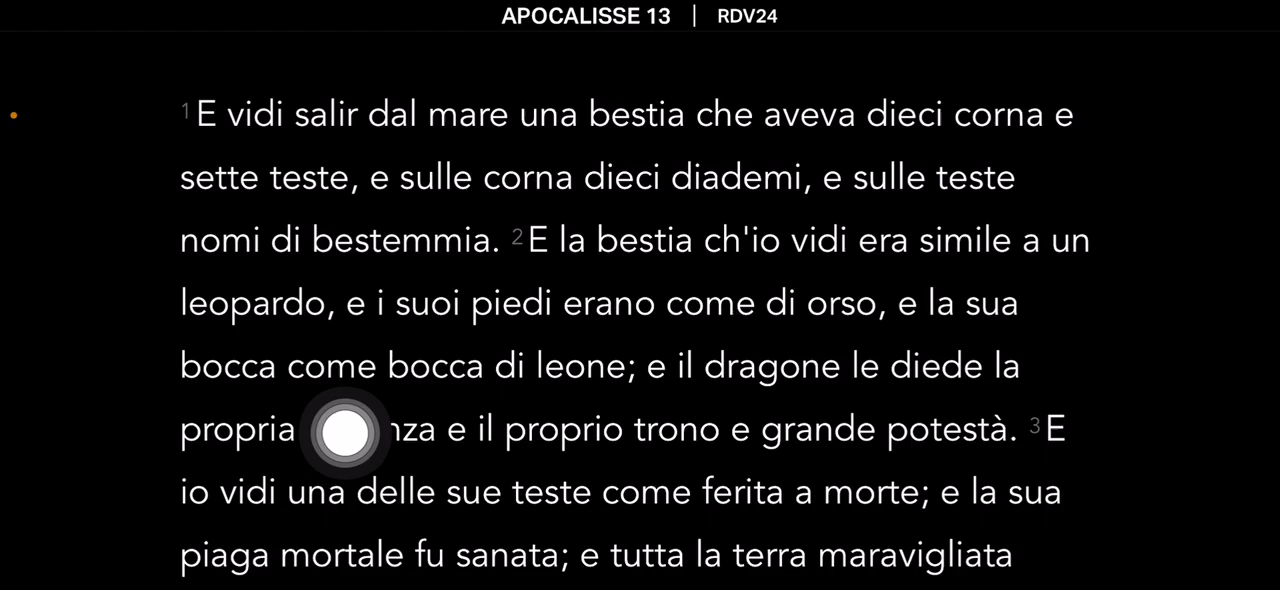 APOCALISSE 13 | RDV24
1 E vidi salir dal mare una bestia che aveva dieci corna e
sette teste, e sulle corna dieci diademi, e sulle teste
nomi di bestemmia. 2 E la bestia ch'io vidi era simile a un
leopardo, e i suoi piedi erano come di orso, e la sua
bocca come bocca di leone; e il dragone le diede la
propria e il proprio trono e grande potestà. 3 E
io vidi una delle sue teste come ferita a morte; e la sua
piaga mortale fu sanata; e tutta la terra maravigliata